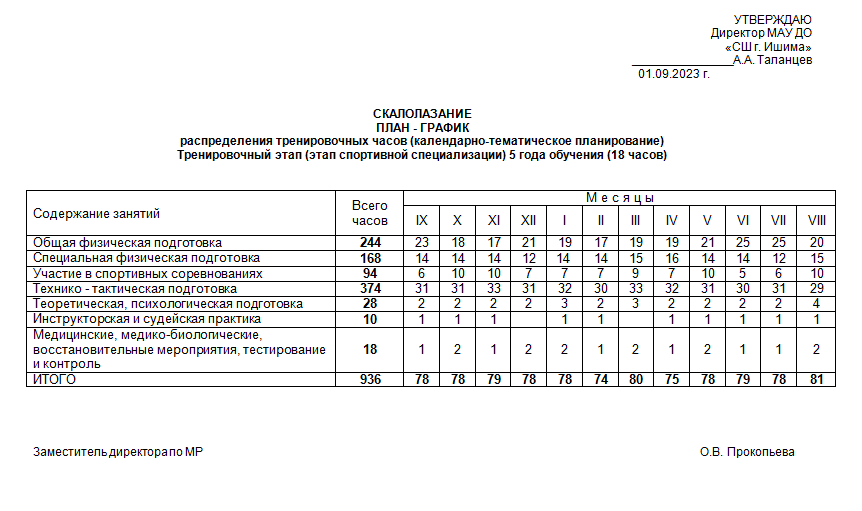 УТВЕРЖДАЮ
Директор МАУ ДО
«СШ г. Ишима»
_______________А.А. Таланцев
01.09.2023 г.
СКАЛОЛАЗАНИЕ
ПЛАН - ГРАФИК
распределения тренировочных часов (календарно-тематическое планирование)
Тренировочный этап (этап спортивной специализации) 5 года обучения (18 часов)
Содержание занятий Всего часов М е с я ц ы
IX X XI XII I II III IV V VI VII VIII
Общая физическая подготовка 244 23 18 17 21 19 17 19 19 21 25 25 20
Специальная физическая подготовка 168 14 14 14 12 14 14 15 16 14 14 12 15
Участие в спортивных соревнованиях 94 6 10 10 7 7 7 9 7 10 5 6 10
Технико - тактическая подготовка 374 31 31 33 31 32 30 33 32 31 30 31 29
Теоретическая, психологическая подготовка 28 2 2 2 2 3 2 3 2 2 2 2 4
Инструкторская и судейская практика 10 1 1 1 1 1 1 1 1 1 1
Медицинские, медико-биологические,
восстановительные мероприятия, тестирование 18 1 2 1 2 2 1 2 1 2 1 1 2
и контроль
ИТОГО 936 78 78 79 78 78 74 80 75 78 79 78 81
Заместитель директора по МР О.В. Прокопьева